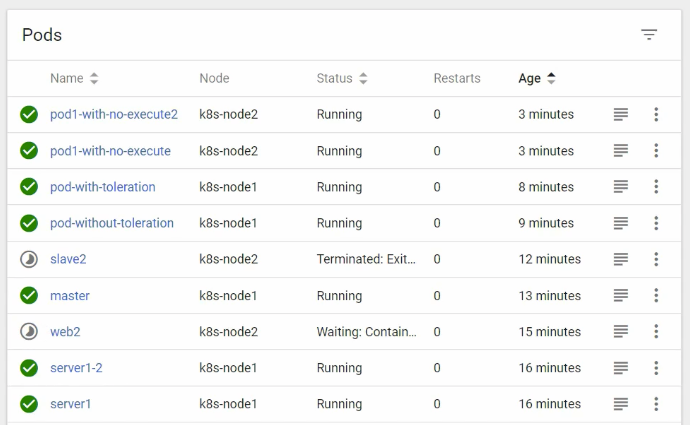 Pods
Name Node Status Restarts Age
pod1-with-no-execute2 k8s-node2 Running 0 3 minutes
pod1-with-no-execute k8s-node2 Running 0 3 minutes
pod-with-toleration k8s-node1 Running 0 8 minutes
pod-without-toleration k8s-node1 Running 0 9 minutes
slave2 k8s-node2 Terminated: Exit... 0 12 minutes
master k8s-node1 Running 0 13 minutes
web2 k8s-node2 Waiting: Contain... 0 15 minutes
server1-2 k8s-node1 Running 0 16 minutes
server1 k8s-node1 Running 0 16 minutes